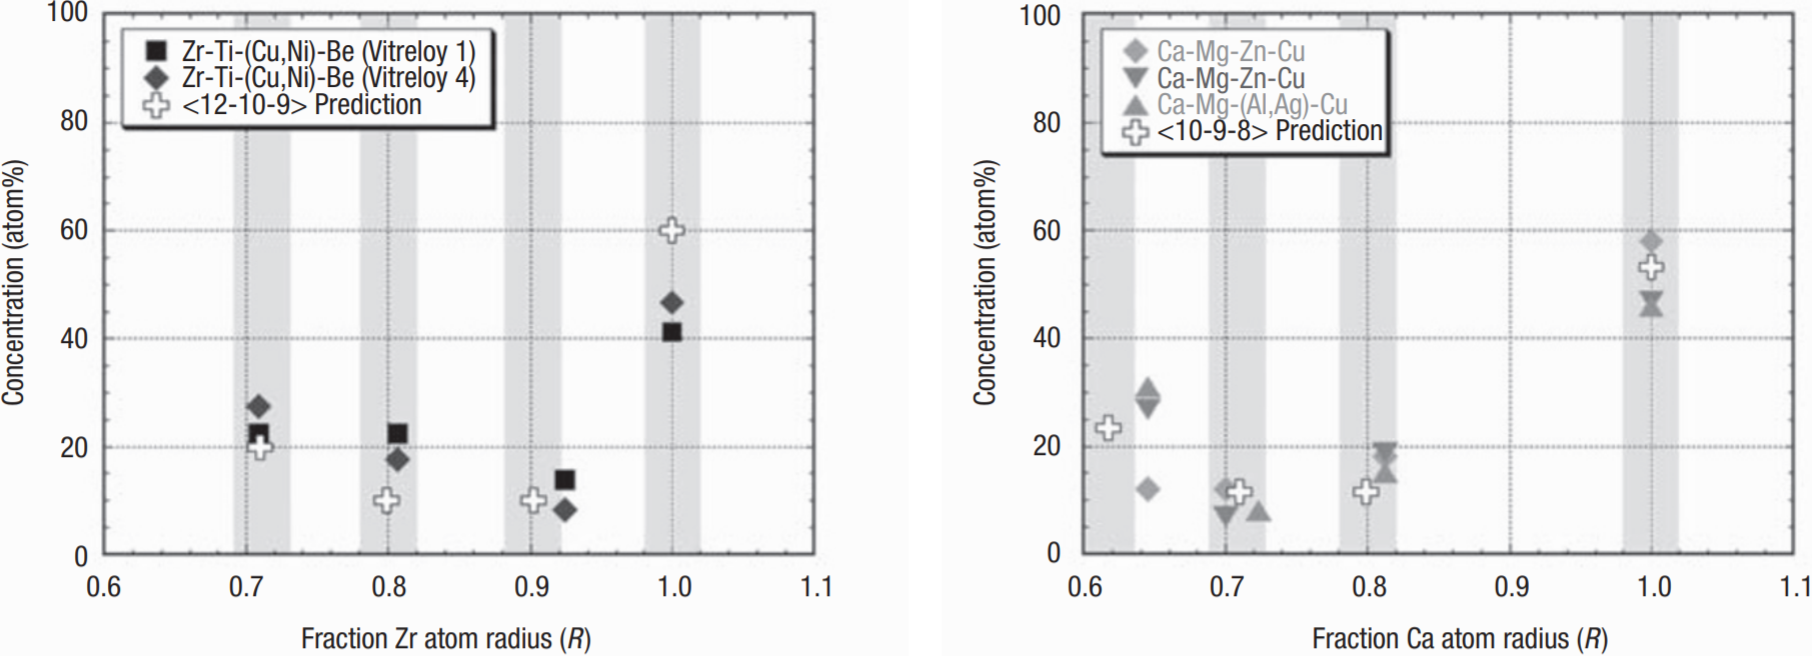 100
80
60
40
20
0
Concentration (atom%)
Zr-Ti-(Cu,Ni)-Be (Vitreloy 1)
Zr-Ti-(Cu,Ni)-Be (Vitreloy 4)
<12-10-9> Prediction
0.6 0.7 0.8 0.9 1.0 1.1
Fraction Zr atom radius (R)
100
80
60
40
20
0
Concentration (atom%)
Ca-Mg-Zn-Cu
Ca-Mg-Zn-Cu
Ca-Mg-(Al,Ag)-Cu
<10-9-8> Prediction
0.6 0.7 0.8 0.9 1.0 1.1
Fraction Ca atom radius (R)